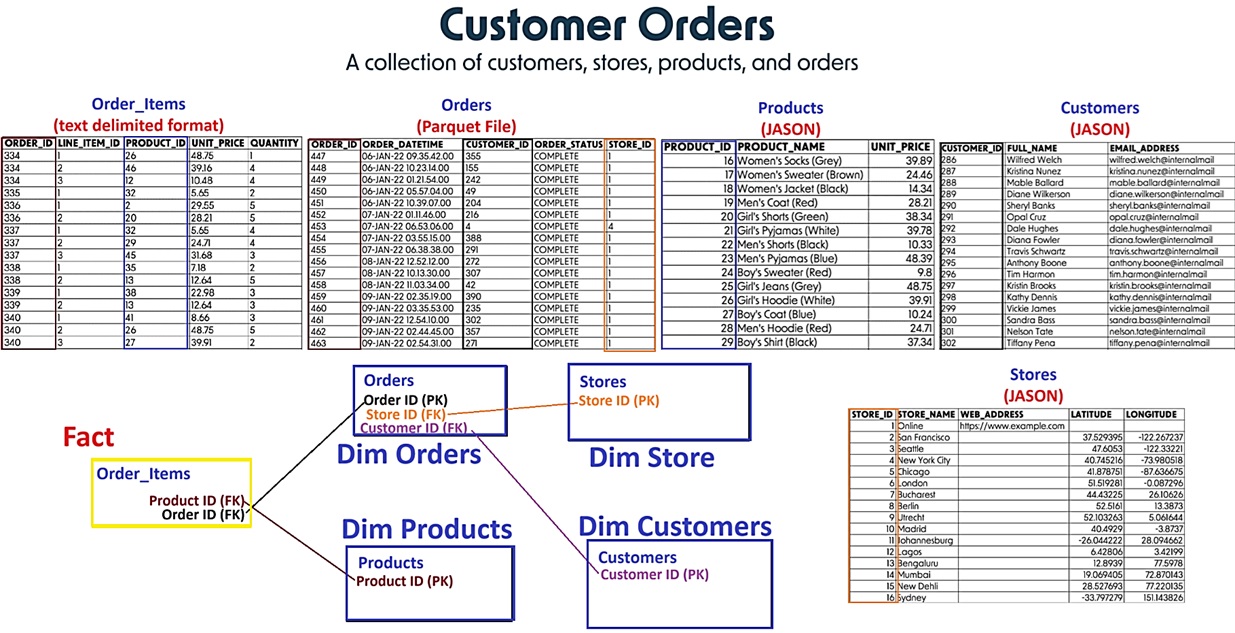 Customer Orders
A collection of customers, stores, products, and orders
Order_Items
(text delimited format)
ORDER_ID LINE_ITEM_ID PRODUCT_ID UNIT_PRICE QUANTITY
334 1 26 48.75 1
334 2 46 39.16 4
334 3 12 10.48 4
335 1 32 5.65 2
336 1 2 29.55 5
336 2 20 28.21 5
337 1 32 5.65 4
337 2 29 24.71 4
337 3 45 31.68 3
338 1 35 7.18 2
338 2 13 12.64 5
339 1 38 22.98 3
339 2 13 12.64 3
340 1 41 8.66 3
340 2 26 48.75 5
340 3 27 39.91 2
Orders
(Parquet File)
ORDER_ID ORDER_DATETIME CUSTOMER_ID ORDER_STATUS STORE_ID
447 06-JAN-22 09.35.42.00 355 COMPLETE 1
448 06-JAN-22 10.23.14.00 155 COMPLETE 1
449 06-JAN-22 01.21.54.00 242 COMPLETE 1
450 06-JAN-22 05.57.04.00 49 COMPLETE 1
451 06-JAN-22 10.39.07.00 204 COMPLETE 1
452 07-JAN-22 01.11.46.00 216 COMPLETE 1
453 07-JAN-22 06.53.06.00 4 COMPLETE 4
454 07-JAN-22 03.55.15.00 388 COMPLETE 1
455 07-JAN-22 06.38.38.00 291 COMPLETE 1
456 08-JAN-22 12.52.12.00 272 COMPLETE 1
457 08-JAN-22 10.13.30.00 307 COMPLETE 1
458 08-JAN-22 11.03.34.00 42 COMPLETE 1
459 09-JAN-22 02.35.19.00 390 COMPLETE 1
460 09-JAN-22 03.35.53.00 235 COMPLETE 1
461 09-JAN-22 12.54.10.00 302 COMPLETE 1
462 09-JAN-22 02.44.45.00 357 COMPLETE 1
463 09-JAN-22 02.54.31.00 271 COMPLETE 1
Products
(JASON)
PRODUCT_ID PRODUCT_NAME UNIT_PRICE
16 Women's Socks (Grey) 39.89
17 Women's Sweater (Brown) 24.46
18 Women's Jacket (Black) 14.34
19 Men's Coat (Red) 28.21
20 Girl's Shorts (Green) 38.34
21 Girl's Pyjamas (White) 39.78
22 Men's Shorts (Black) 10.33
23 Men's Pyjamas (Blue) 48.39
24 Boy's Sweater (Red) 9.8
25 Girl's Jeans (Grey) 48.75
26 Girl's Hoodie (White) 39.91
27 Boy's Coat (Blue) 10.24
28 Men's Hoodie (Red) 24.71
29 Boy's Shirt (Black) 37.34
Customers
(JASON)
CUSTOMER_ID FULL_NAME EMAIL_ADDRESS
286 Wilfred Welch wilfred.welch@internalmail
287 Kristina Nunez kristina.nunez@internalmail
288 Mable Ballard mable.ballard@internalmail
289 Diane Wilkerson diane.wilkerson@internalmail
290 Sheryl Banks sheryl.banks@internalmail
291 Opal Cruz opal.cruz@internalmail
292 Dale Hughes dale.hughes@internalmail
293 Diana Fowler diana.fowler@internalmail
294 Travis Schwartz travis.schwartz@internalmail
295 Anthony Boone anthony.boone@internalmail
296 Tim Harmon tim.harmon@internalmail
297 Kristin Brooks kristin.brooks@internalmail
298 Kathy Dennis kathy.dennis@internalmail
299 Vickie James vickie.james@internalmail
300 Sandra Bass sandra.bass@internalmail
301 Nelson Tate nelson.tate@internalmail
302 Tiffany Pena tiffany.pena@internalmail
Fact
Order_Items
Product ID (FK)
Order ID (FK)
Orders
Order ID (PK)
Store ID (FK)
Customer ID (FK)
Dim Orders
Stores
Store ID (PK)
Dim Store
Dim Products
Products
Product ID (PK)
Dim Customers
Customers
Customer ID (PK)
Stores
(JASON)
STORE_ID STORE_NAME WEB_ADDRESS LATITUDE LONGITUDE
1 Online https://www.example.com
2 San Francisco 37.529395 -122.267237
3 Seattle 47.6053 -122.33221
4 New York City 40.745216 -73.980518
5 Chicago 41.878751 -87.636675
6 London 51.519281 -0.087296
7 Bucharest 44.43225 26.10626
8 Berlin 52.5161 13.3873
9 Utrecht 52.103263 5.061644
10 Madrid 40.4929 -3.8737
11 Johannesburg -26.044222 28.094662
12 Lagos 6.42806 3.42199
13 Bengaluru 12.8939 77.5978
14 Mumbai 19.069405 72.870143
15 New Dehli 28.527693 77.220135
16 Sydney -33.797279 151.143826